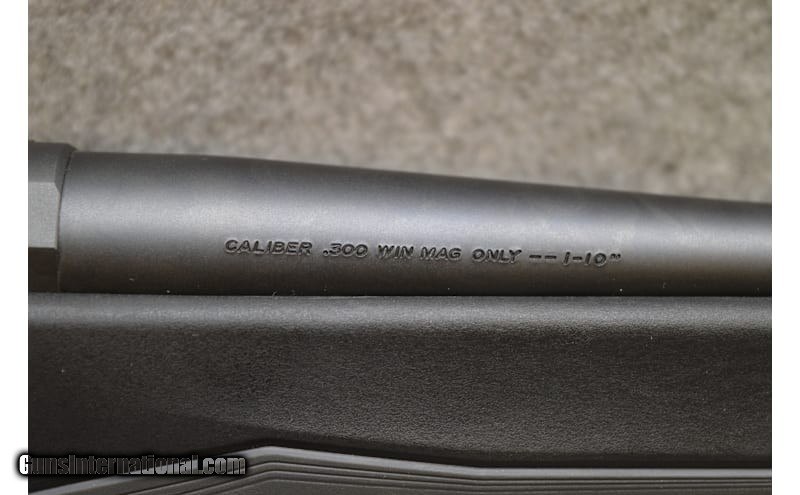 CALIBER .300 WIN MAG ONLY -- 1-10"
GunsInternational.com